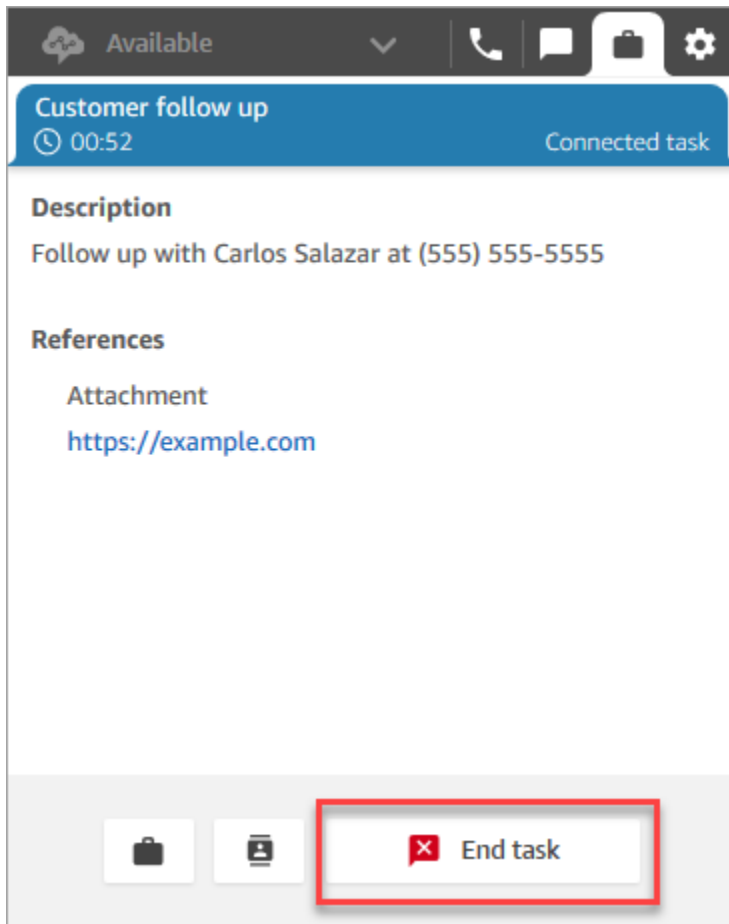 Available
Customer follow up
00:52 Connected task
Description
Follow up with Carlos Salazar at (555) 555-5555
References
Attachment
https://example.com
End task